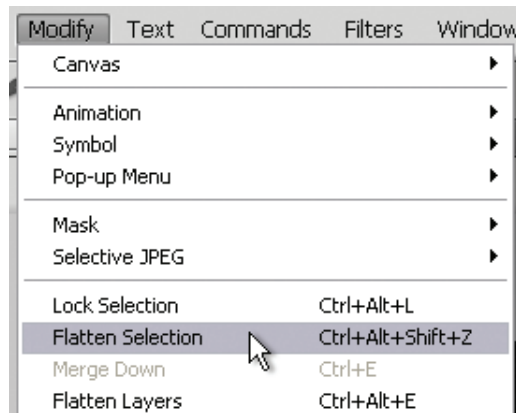 Modify Text Commands Filters Window
Canvas
Animation
Symbol
Pop-up Menu
Mask
Selective JPEG
Lock Selection Ctrl+Alt+L
Flatten Selection Ctrl+Alt+Shift+Z
Merge Down Ctrl+E
Flatten Layers Ctrl+Alt+E